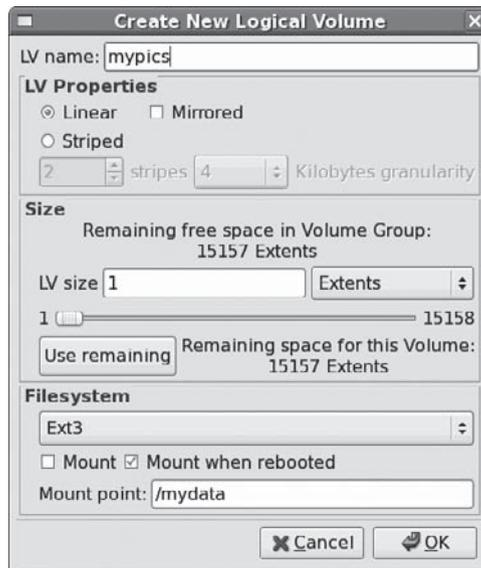 Create New Logical Volume
LV name: mypics
LV Properties
Linear Mirrored
Striped
2 stripes 4 Kilobytes granularity
Size
Remaining free space in Volume Group:
15157 Extents
LV size 1 Extents
1 15158
Use remaining
Remaining space for this Volume:
15157 Extents
Filesystem
Ext3
Mount Mount when rebooted
Mount point: /mydata
Cancel OK